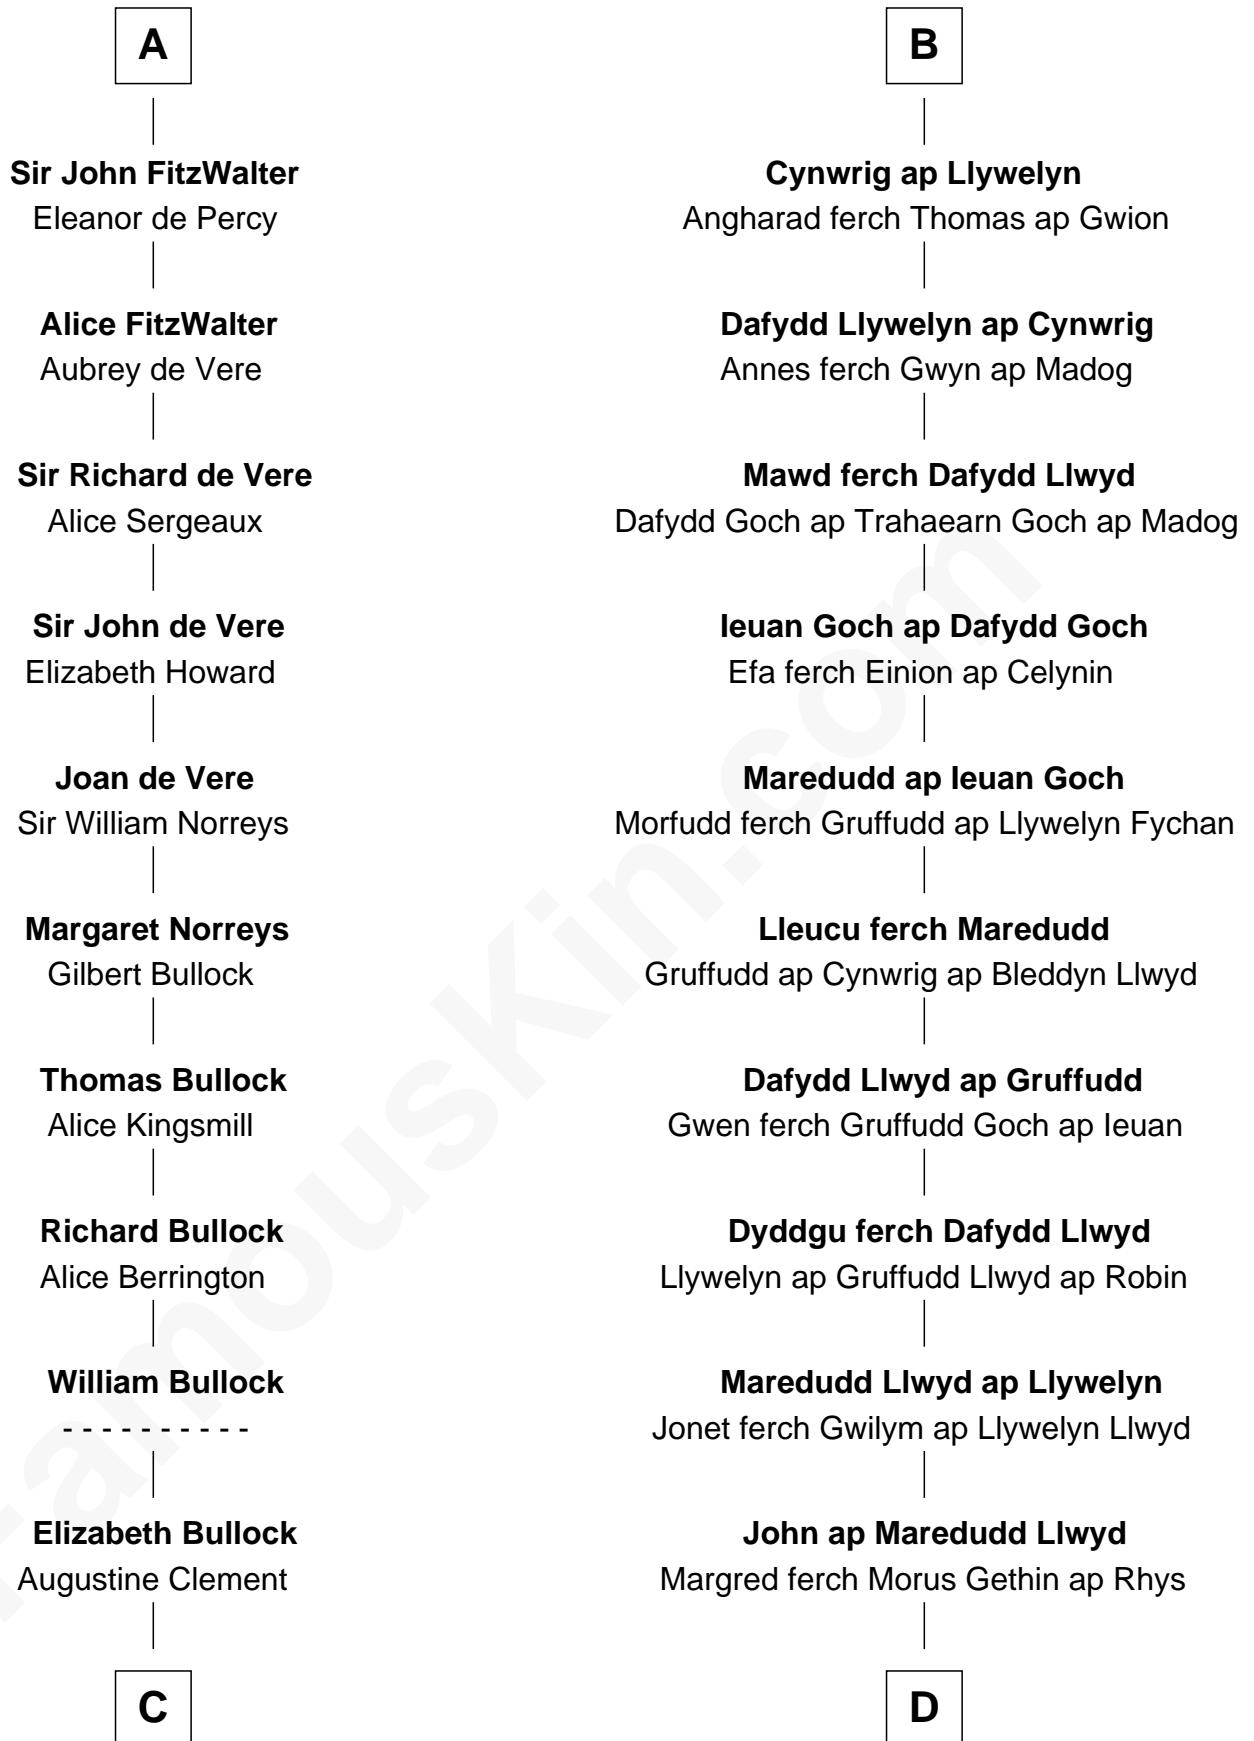 A
Sir John FitzWalter
Eleanor de Percy
Alice FitzWalter
Aubrey de Vere
Sir Richard de Vere
Alice Sergeaux
Sir John de Vere
Elizabeth Howard
Joan de Vere
Sir William Norreys
Margaret Norreys
Gilbert Bullock
Thomas Bullock
Alice Kingsmill
Richard Bullock
Alice Berrington
William Bullock
- - - - - - - - - -
Elizabeth Bullock
Augustine Clement
C
B
Cynwrig ap Llywelyn
Angharad ferch Thomas ap Gwion
Dafydd Llywelyn ap Cynwrig
Annes ferch Gwyn ap Madog
Mawd ferch Dafydd Llwyd
Dafydd Goch ap Trahaearn Goch ap Madog
Ieuan Goch ap Dafydd Goch
Efa ferch Einion ap Celynin
Maredudd ap Ieuan Goch
Morfudd ferch Gruffudd ap Llywelyn Fychan
Lleucu ferch Maredudd
Gruffudd ap Cynwrig ap Bleddyn Llwyd
Dafydd Llwyd ap Gruffudd
Gwen ferch Gruffudd Goch ap Ieuan
Dyddgu ferch Dafydd Llwyd
Llywelyn ap Gruffudd Llwyd ap Robin
Maredudd Llwyd ap Llywelyn
Jonet ferch Gwilym ap Llywelyn Llwyd
John ap Maredudd Llwyd
Margred ferch Morus Gethin ap Rhys
D
FamousKin.com